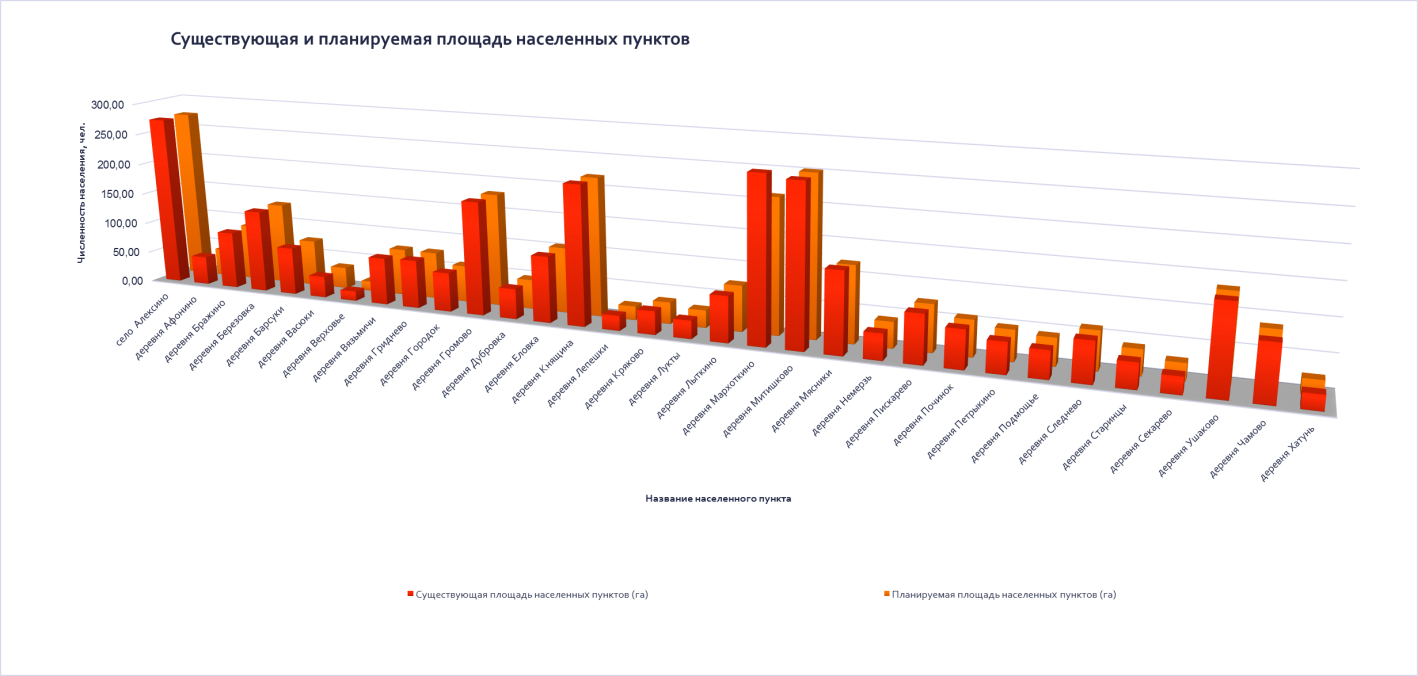 Существующая и планируемая площадь населенных пунктов
Численность населения, чел.
300,00
250,00
200,00
150,00
100,00
50,00
0,00
село Алексино
деревня Афонино
деревня Бражино
деревня Березовка
деревня Барсуки
деревня Васюки
деревня Верховье
деревня Вязьмичи
деревня Гриднево
деревня Городок
деревня Громово
деревня Дубровка
деревня Еловка
деревня Княщина
деревня Лепешки
деревня Кряково
деревня Лукты
деревня Лыткино
деревня Мархоткино
деревня Митишково
деревня Мясники
деревня Немерзь
деревня Пискарево
деревня Починок
деревня Петрыкино
деревня Подмощье
деревня Следнево
деревня Старинцы
деревня Секарево
деревня Ушаково
деревня Чамово
деревня Хатунь
Название населенного пункта
Существующая площадь населенных пунктов (га)
Планируемая площадь населенных пунктов (га)